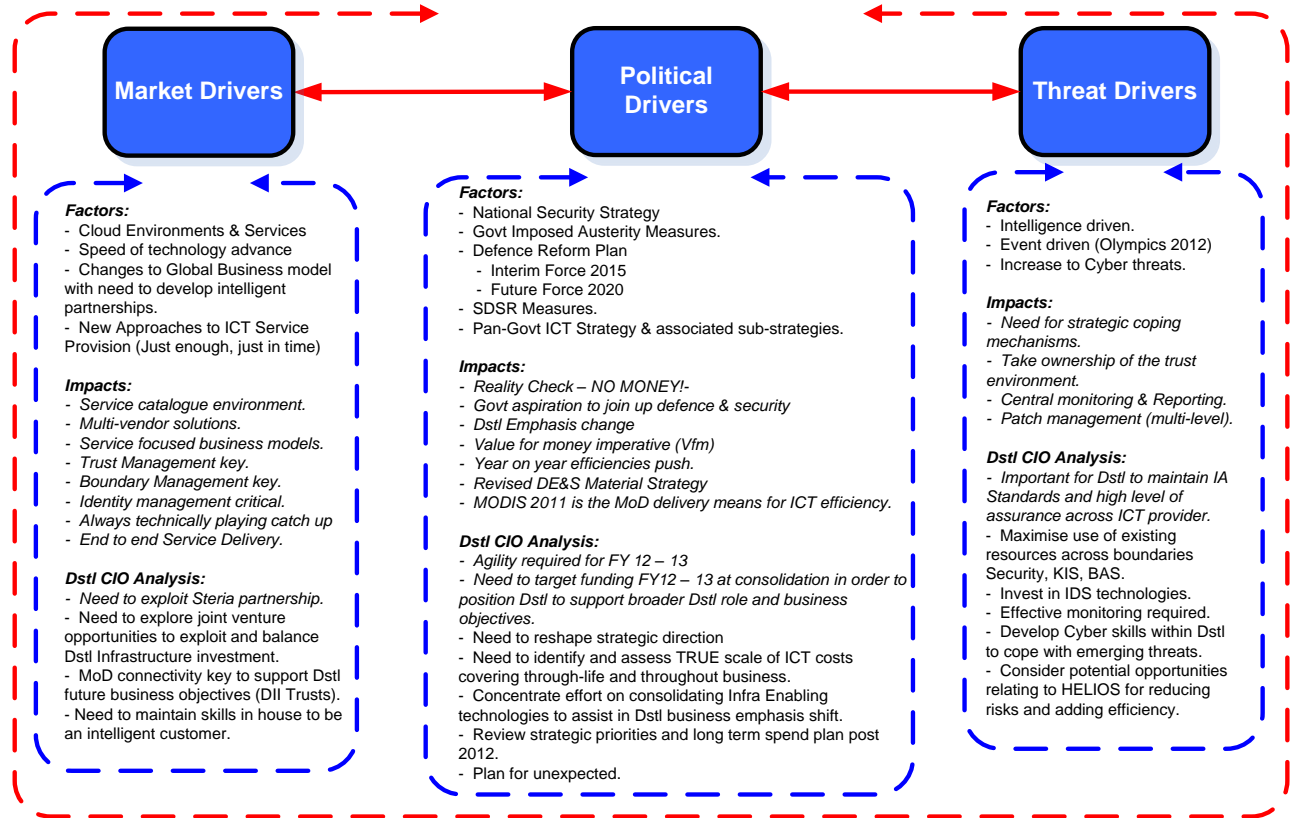 Market Drivers
Political
Drivers
Threat Drivers
Factors:
- Cloud Environments & Services
- Speed of technology advance
- Changes to Global Business model
with need to develop intelligent
partnerships.
- New Approaches to ICT Service
Provision (Just enough, just in time)
Impacts:
- Service catalogue environment.
- Multi-vendor solutions.
- Service focused business models.
- Trust Management key.
- Boundary Management key.
- Identity management critical.
- Always technically playing catch up
- End to end Service Delivery.
Dstl CIO Analysis:
- Need to exploit Steria partnership.
- Need to explore joint venture
opportunities to exploit and balance
Dstl Infrastructure investment.
- MoD connectivity key to support Dstl
future business objectives (DII Trusts).
- Need to maintain skills in house to be
an intelligent customer.
Factors:
- National Security Strategy
- Govt Imposed Austerity Measures.
- Defence Reform Plan
- Interim Force 2015
- Future Force 2020
- SDSR Measures.
- Pan-Govt ICT Strategy & associated sub-strategies.
Impacts:
- Reality Check – NO MONEY!-
- Govt aspiration to join up defence & security
- Dstl Emphasis change
- Value for money imperative (Vfm)
- Year on year efficiencies push.
- Revised DE&S Material Strategy
- MODIS 2011 is the MoD delivery means for ICT efficiency.
Dstl CIO Analysis:
- Agility required for FY 12 – 13
- Need to target funding FY12 – 13 at consolidation in order to
position Dstl to support broader Dstl role and business
objectives.
- Need to reshape strategic direction
- Need to identify and assess TRUE scale of ICT costs
covering through-life and throughout business.
- Concentrate effort on consolidating Infra Enabling
technologies to assist in Dstl business emphasis shift.
- Review strategic priorities and long term spend plan post
2012.
- Plan for unexpected.
Factors:
- Intelligence driven.
- Event driven (Olympics 2012)
- Increase to Cyber threats.
Impacts:
- Need for strategic coping
mechanisms.
- Take ownership of the trust
environment.
- Central monitoring & Reporting.
- Patch management (multi-level).
Dstl CIO Analysis:
- Important for Dstl to maintain IA
Standards and high level of
assurance across ICT provider.
- Maximise use of existing
resources across boundaries
Security, KIS, BAS.
- Invest in IDS technologies.
- Effective monitoring required.
- Develop Cyber skills within Dstl
to cope with emerging threats.
- Consider potential opportunities
relating to HELIOS for reducing
risks and adding efficiency.